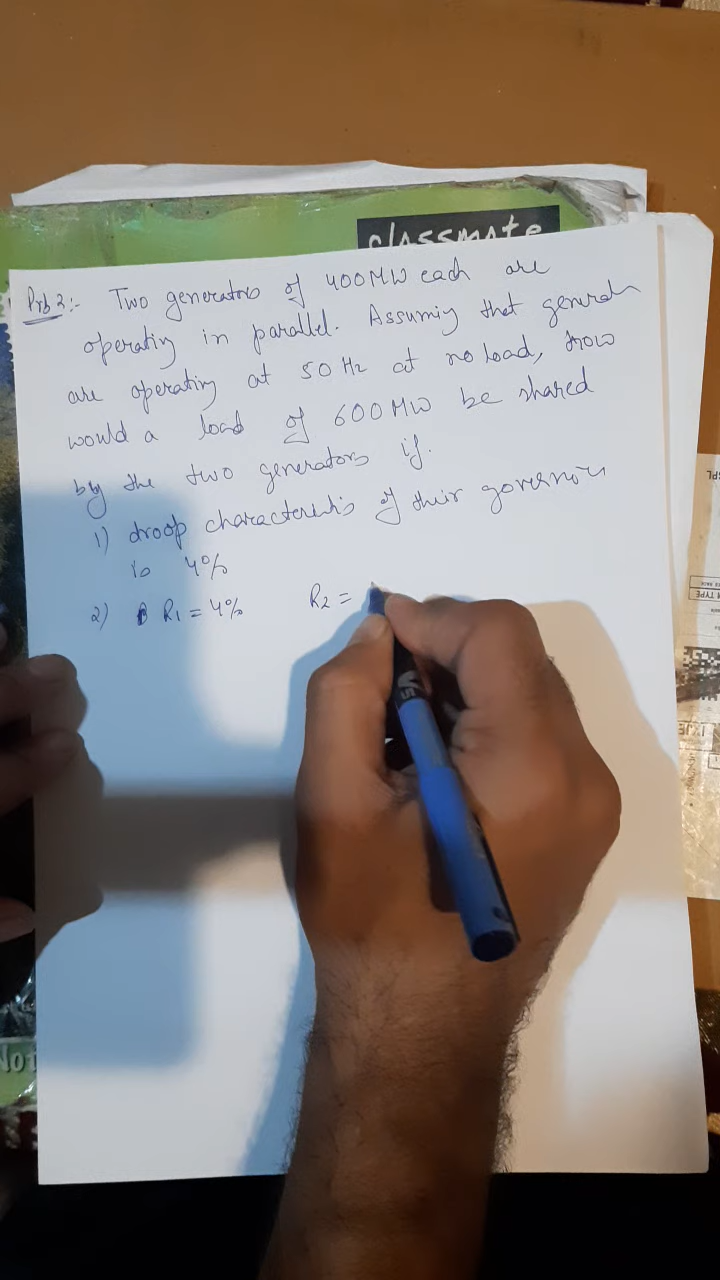 classmate
Prb 2:- Two generators of 400MW each are
operating in parallel. Assuming that generators
are operating at 50 Hz at no load, How
would a load of 600 MW be shared
by the two generators if.
1) droop characteristis of their governors
is 4%
2) R1 = 4% R2 =